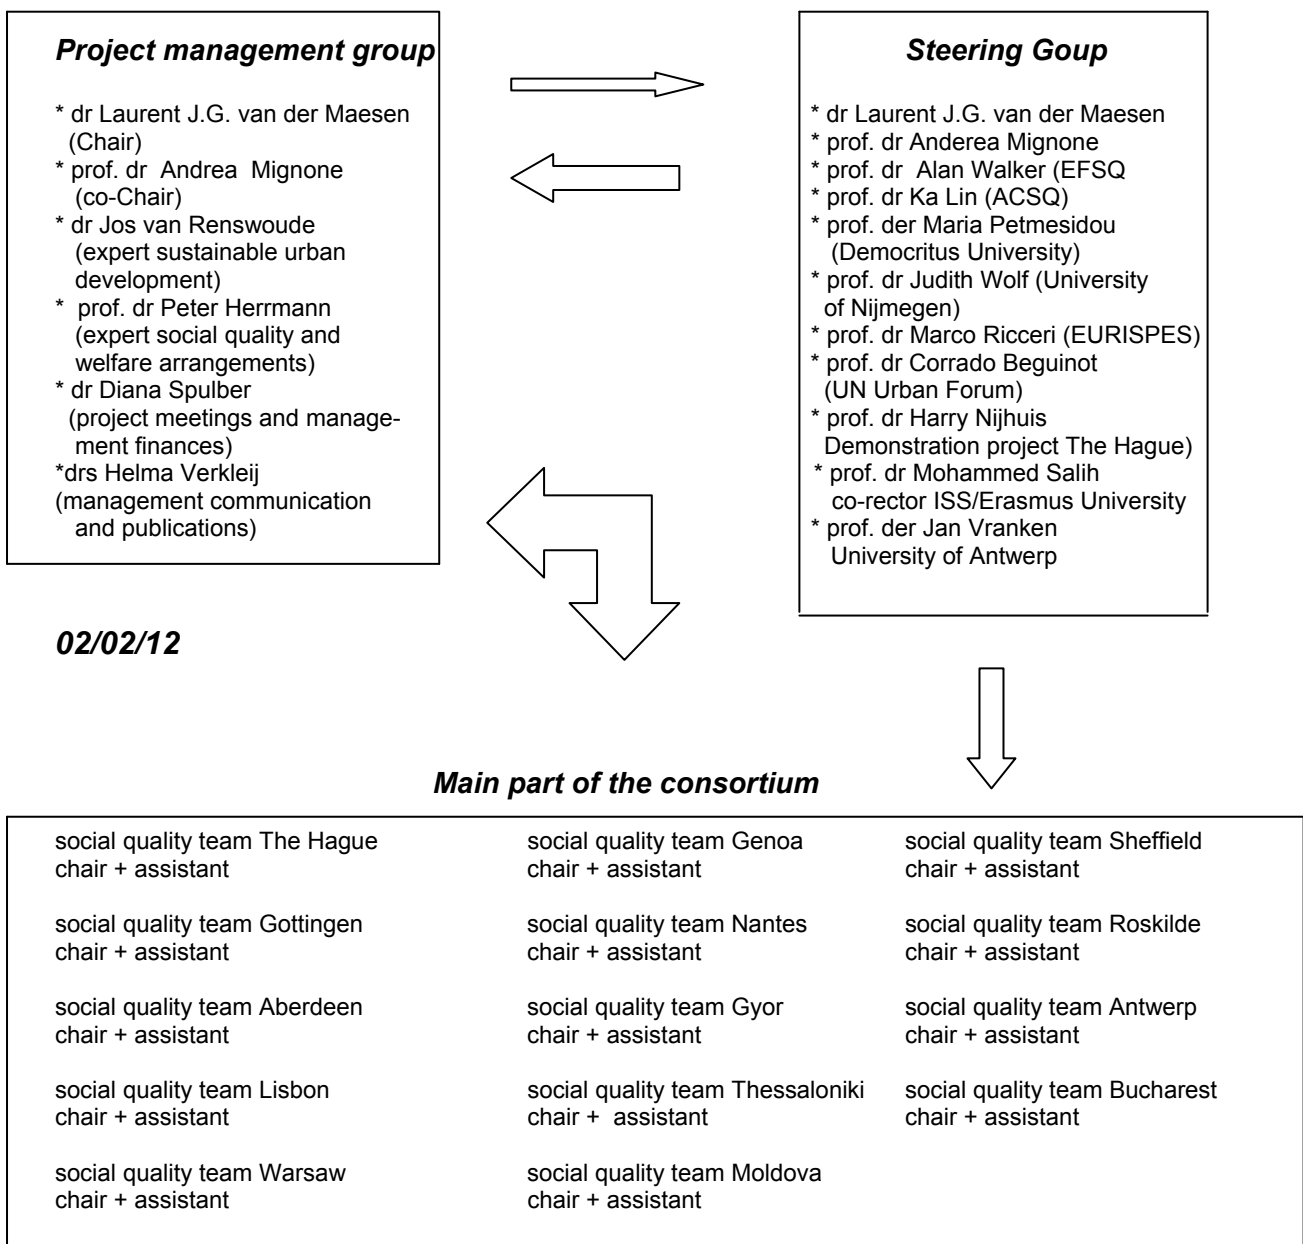 Project management group
* dr Laurent J.G. van der Maesen
(Chair)
* prof. dr Andrea Mignone
(co-Chair)
* dr Jos van Renswoude
(expert sustainable urban
development)
* prof. dr Peter Herrmann
(expert social quality and
welfare arrangements)
* dr Diana Spulber
(project meetings and manage-
ment finances)
*drs Helma Verkleij
(management communication
and publications)
Steering Goup
* dr Laurent J.G. van der Maesen
* prof. dr Anderea Mignone
* prof. dr Alan Walker (EFSQ
* prof. dr Ka Lin (ACSQ)
* prof. der Maria Petmesidou
(Democritus University)
* prof. dr Judith Wolf (University
of Nijmegen)
* prof. dr Marco Ricceri (EURISPES)
* prof. dr Corrado Beguinot
(UN Urban Forum)
* prof. dr Harry Nijhuis
Demonstration project The Hague)
* prof. dr Mohammed Salih
co-rector ISS/Erasmus University
* prof. der Jan Vranken
University of Antwerp
02/02/12
Main part of the consortium
social quality team The Hague
chair + assistant
social quality team Genoa
chair + assistant
social quality team Sheffield
chair + assistant
social quality team Gottingen
chair + assistant
social quality team Nantes
chair + assistant
social quality team Roskilde
chair + assistant
social quality team Aberdeen
chair + assistant
social quality team Gyor
chair + assistant
social quality team Antwerp
chair + assistant
social quality team Lisbon
chair + assistant
social quality team Thessaloniki
chair + assistant
social quality team Bucharest
chair + assistant
social quality team Warsaw
chair + assistant
social quality team Moldova
chair + assistant